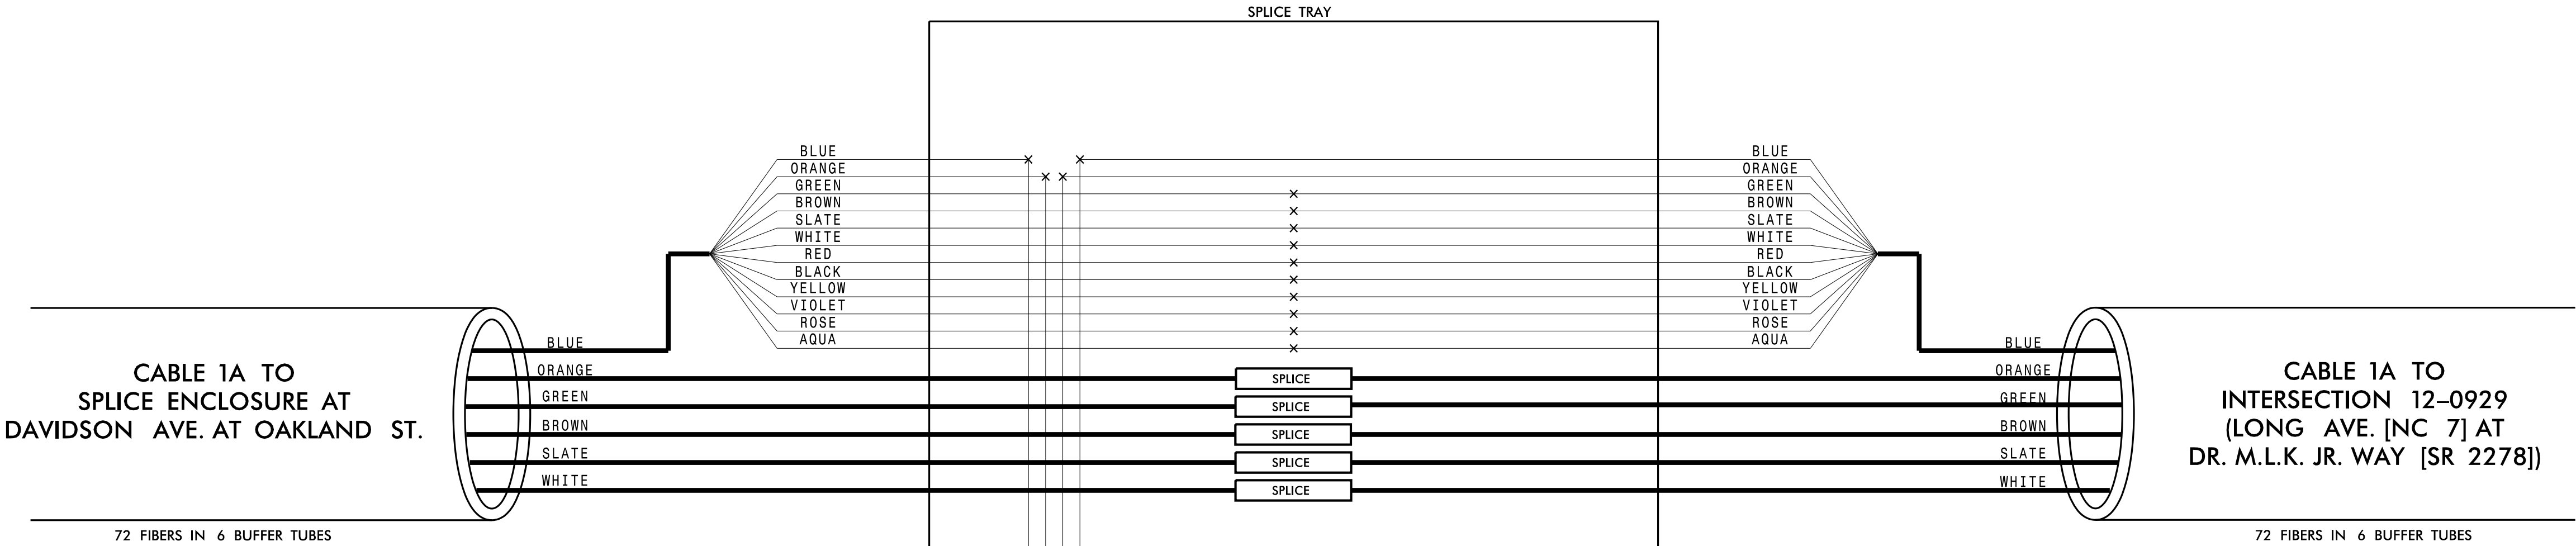 SPLICE TRAY
BLUE
ORANGE
GREEN
BROWN
SLATE
WHITE
RED
BLACK
YELLOW
VIOLET
ROSE
AQUA
BLUE
ORANGE
GREEN
BROWN
SLATE
WHITE
RED
BLACK
YELLOW
VIOLET
ROSE
AQUA
CABLE 1A TO
SPLICE ENCLOSURE AT
DAVIDSON AVE. AT OAKLAND ST.
72 FIBERS IN 6 BUFFER TUBES
BLUE
ORANGE
GREEN
BROWN
SLATE
WHITE
SPLICE
SPLICE
SPLICE
SPLICE
SPLICE
BLUE
ORANGE
GREEN
BROWN
SLATE
WHITE
CABLE 1A TO
INTERSECTION 12–0929
(LONG AVE. [NC 7] AT
DR. M.L.K. JR. WAY [SR 2278])
72 FIBERS IN 6 BUFFER TUBES